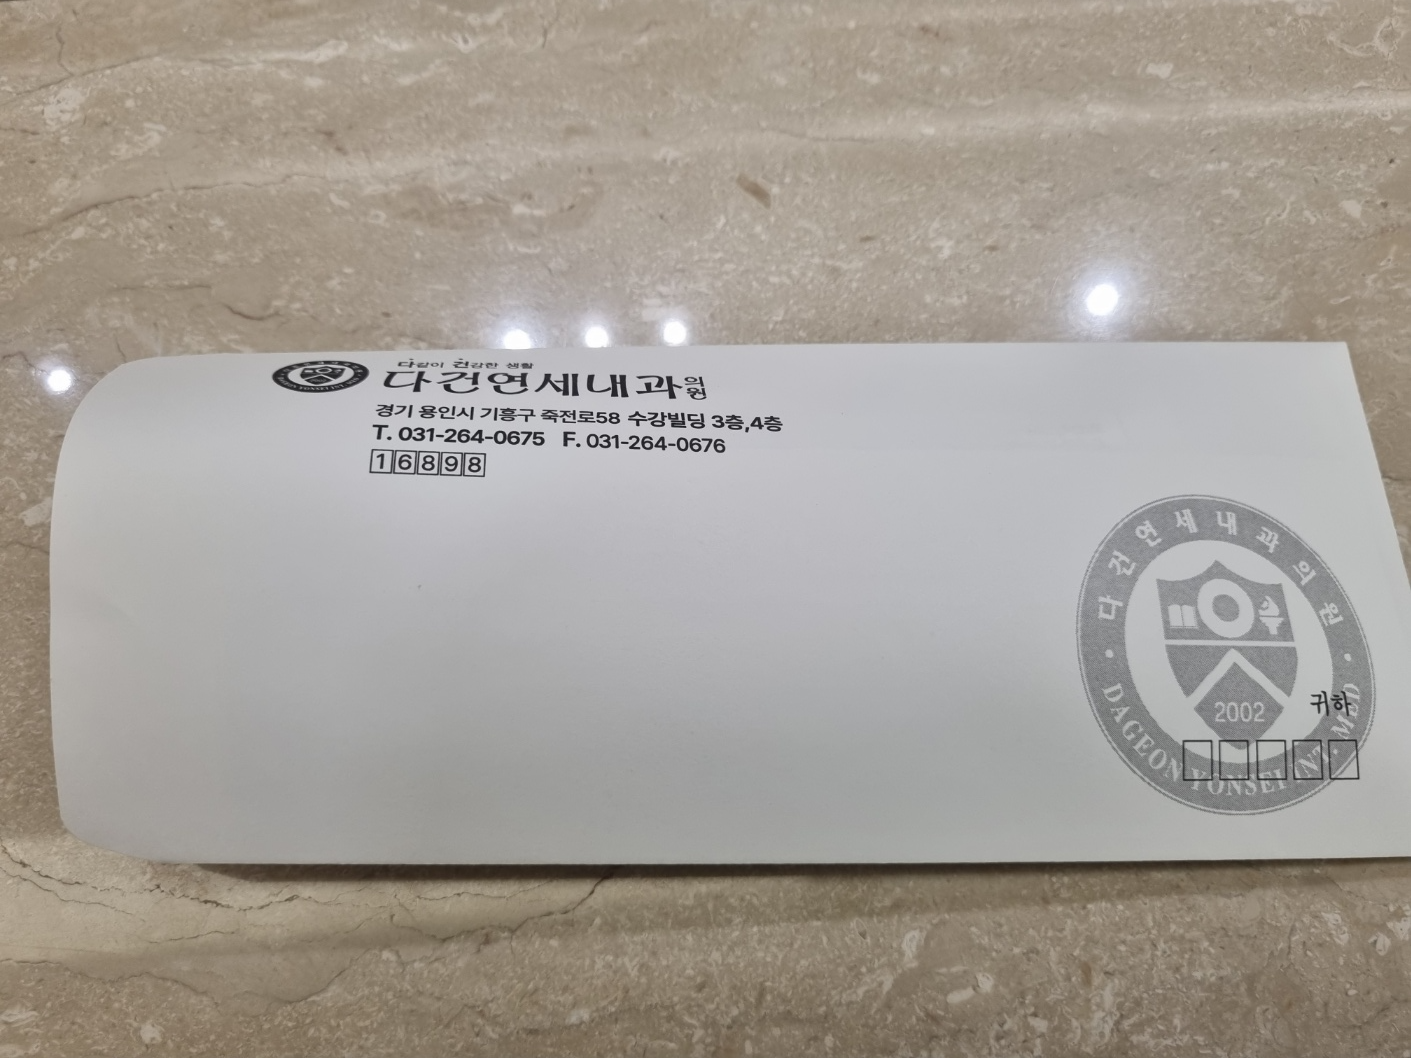 다같이 건강한 생활
다건연세내과의원
경기 용인시 기흥구 죽전로58 수강빌딩 3층,4층
T. 031-264-0675 F. 031-264-0676
16898
다건연세내과의원
2002
DAGEON YONSEI INT. MED
귀하